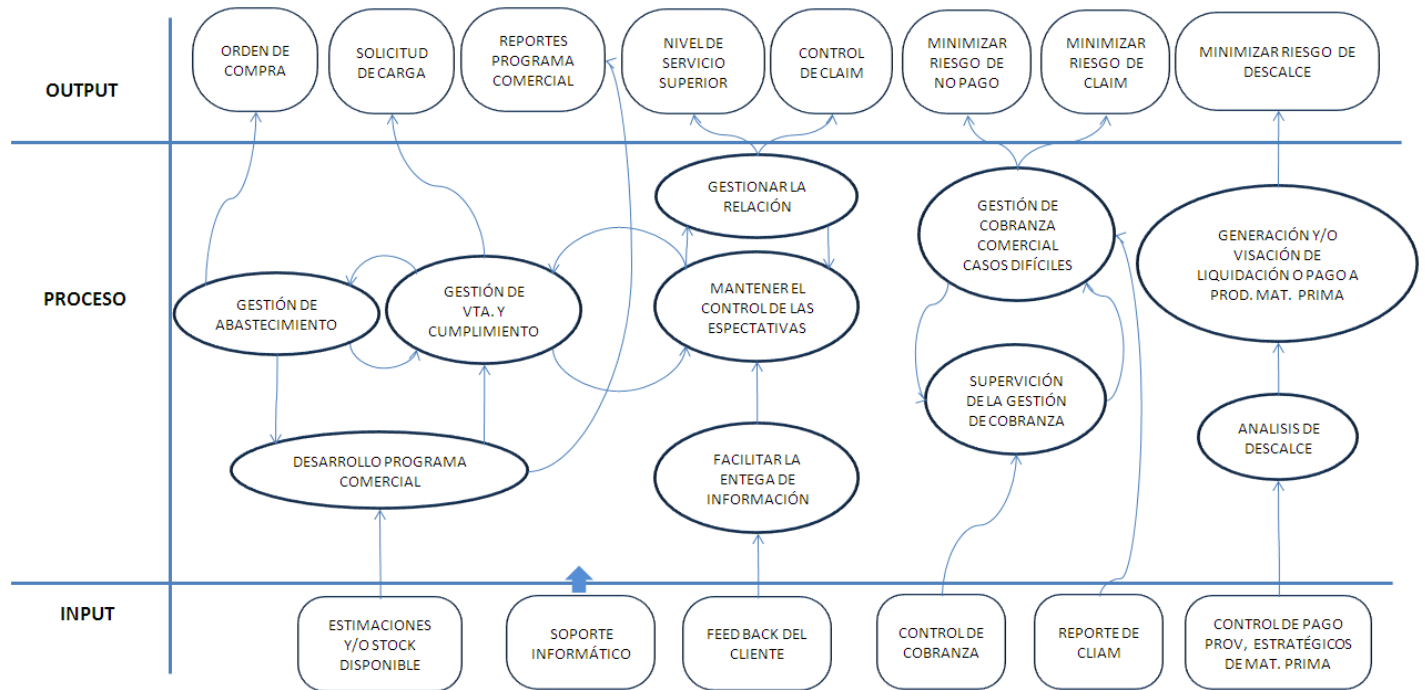 ORDEN DE
COMPRA
SOLICITUD
DE CARGA
REPORTES
PROGRAMA
COMERCIAL
NIVEL DE
SERVICIO
SUPERIOR
CONTROL
DE CLAIM
MINIMIZAR
RIESGO DE
NO PAGO
MINIMIZAR
RIESGO DE
CLAIM
MINIMIZAR RIESGO DE
DESCALCE
OUTPUT
GESTIONAR LA
RELACIÓN
GESTIÓN DE
COBRANZA
COMERCIAL
CASOS DIFÍCILES
GENERACIÓN Y/O
VISACIÓN DE
LIQUIDACIÓN O PAGO A
PROD. MAT. PRIMA
PROCESO
GESTIÓN DE
ABASTECIMIENTO
GESTIÓN DE
VTA. Y
CUMPLIMIENTO
MANTENER EL
CONTROL DE LAS
ESPECTATIVAS
SUPERVICIÓN
DE LA GESTIÓN
DE COBRANZA
ANALISIS DE
DESCALCE
DESARROLLO PROGRAMA
COMERCIAL
FACILITAR LA
ENTEGA DE
INFORMACIÓN
INPUT
ESTIMACIONES
Y/O STOCK
DISPONIBLE
SOPORTE
INFORMÁTICO
FEED BACK DEL
CLIENTE
CONTROL DE
COBRANZA
REPORTE DE
CLIAM
CONTROL DE PAGO
PROV, ESTRATÉGICOS
DE MAT. PRIMA